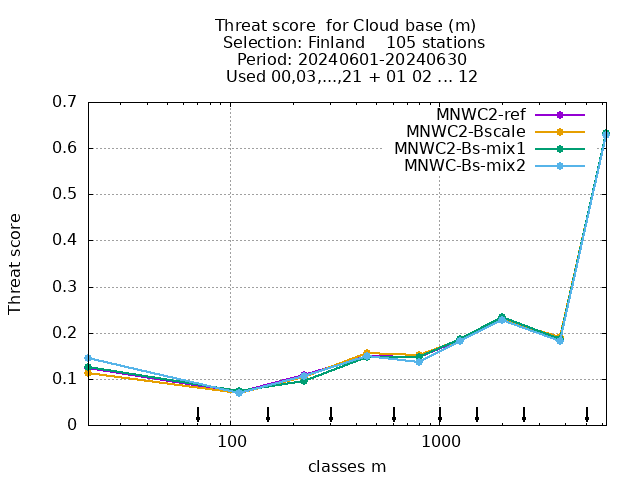 Threat score  for Cloud base (m)
Selection: Finland    105 stations
Period: 20240601-20240630
Used 00,03,...,21 + 01 02 ... 12
MNWC2-ref
MNWC2-Bscale
MNWC2-Bs-mix1
MNWC-Bs-mix2
Threat score
0.7
0.6
0.5
0.4
0.3
0.2
0.1
0
100
1000
classes m